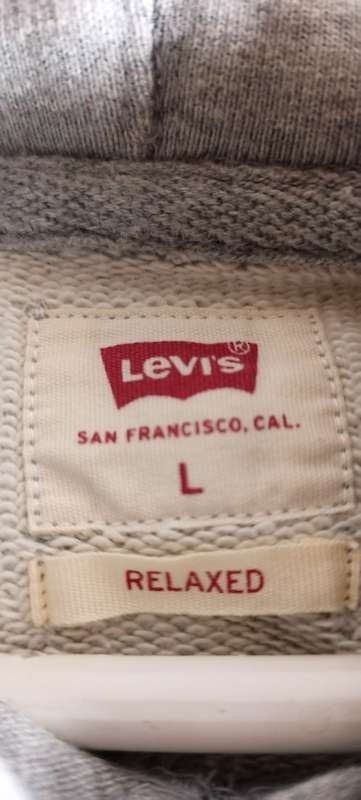 Levi's®
SAN FRANCISCO, CAL.
L
RELAXED